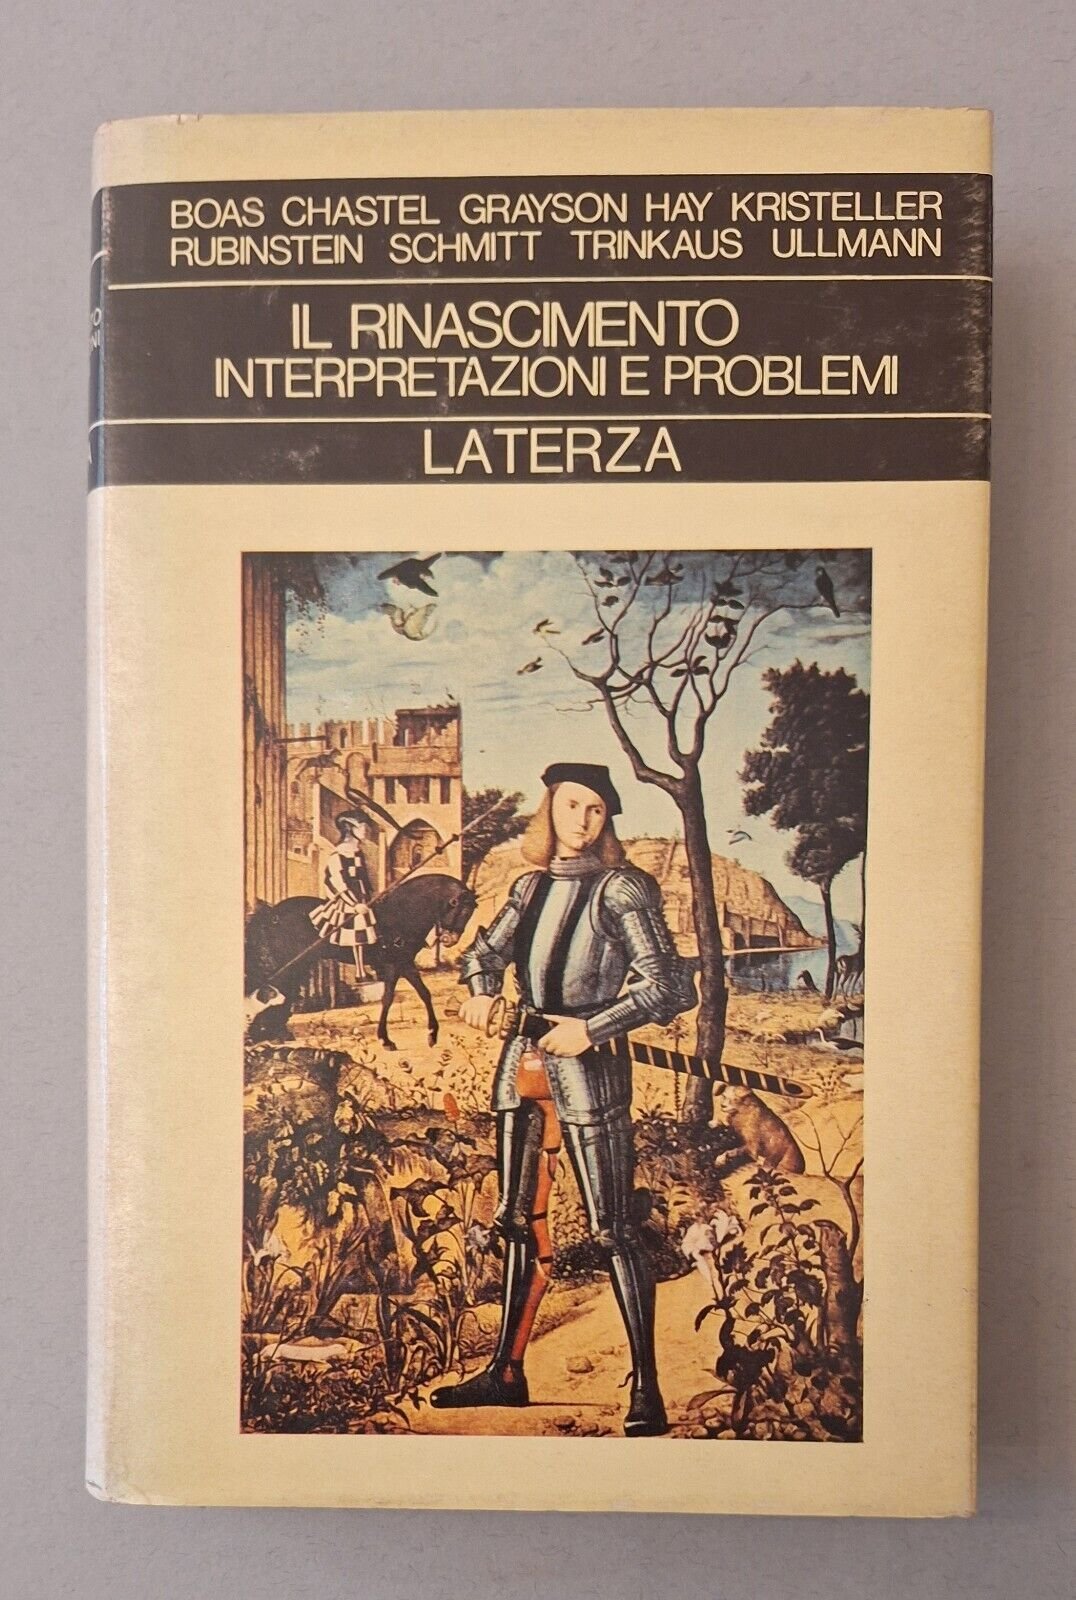 BOAS CHASTEL GRAYSON HAY KRISTELLER
RUBINSTEIN SCHMITT TRINKAUS ULLMANN
IL RINASCIMENTO
INTERPRETAZIONI E PROBLEMI
LATERZA